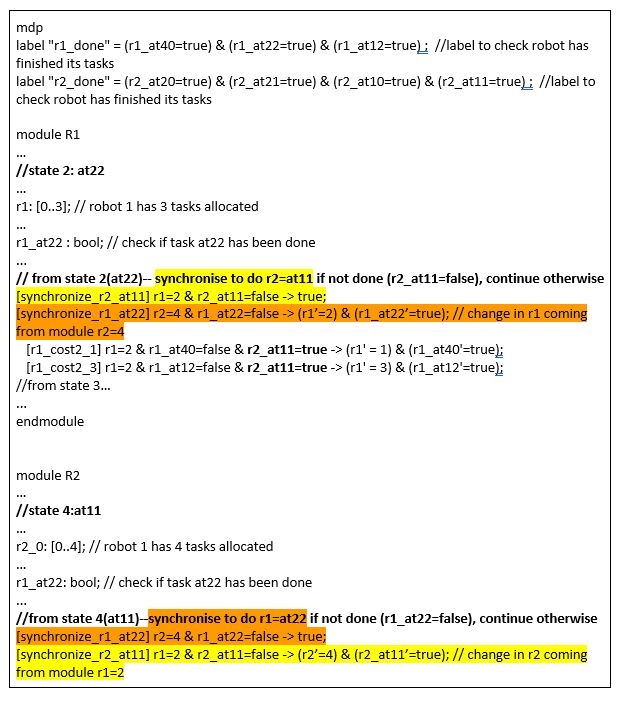 mdp
label "r1_done" = (r1_at40=true) & (r1_at22=true) & (r1_at12=true) ;  //label to check robot has
finished its tasks
label "r2_done" = (r2_at20=true) & (r2_at21=true) & (r2_at10=true) & (r2_at11=true) ;  //label to
check robot has finished its tasks
module R1
...
//state 2: at22
...
r1: [0..3]; // robot 1 has 3 tasks allocated
...
r1_at22 : bool; // check if task at22 has been done
...
// from state 2(at22)-- synchronise to do r2=at11 if not done (r2_at11=false), continue otherwise
[synchronize_r2_at11] r1=2 & r2_at11=false -> true;
[synchronize_r1_at22] r2=4 & r1_at22=false -> (r1’=2) & (r1_at22’=true); // change in r1 coming
from module r2=4
[r1_cost2_1] r1=2 & r1_at40=false & r2_at11=true -> (r1' = 1) & (r1_at40'=true);
[r1_cost2_3] r1=2 & r1_at12=false & r2_at11=true -> (r1' = 3) & (r1_at12'=true);
//from state 3...
...
endmodule
module R2
...
//state 4:at11
...
r2_0: [0..4]; // robot 1 has 4 tasks allocated
...
r1_at22: bool; // check if task at22 has been done
...
//from state 4(at11)--synchronise to do r1=at22 if not done (r1_at22=false), continue otherwise
[synchronize_r1_at22] r2=4 & r1_at22=false -> true;
[synchronize_r2_at11] r1=2 & r2_at11=false -> (r2’=4) & (r2_at11’=true); // change in r2 coming
from module r1=2